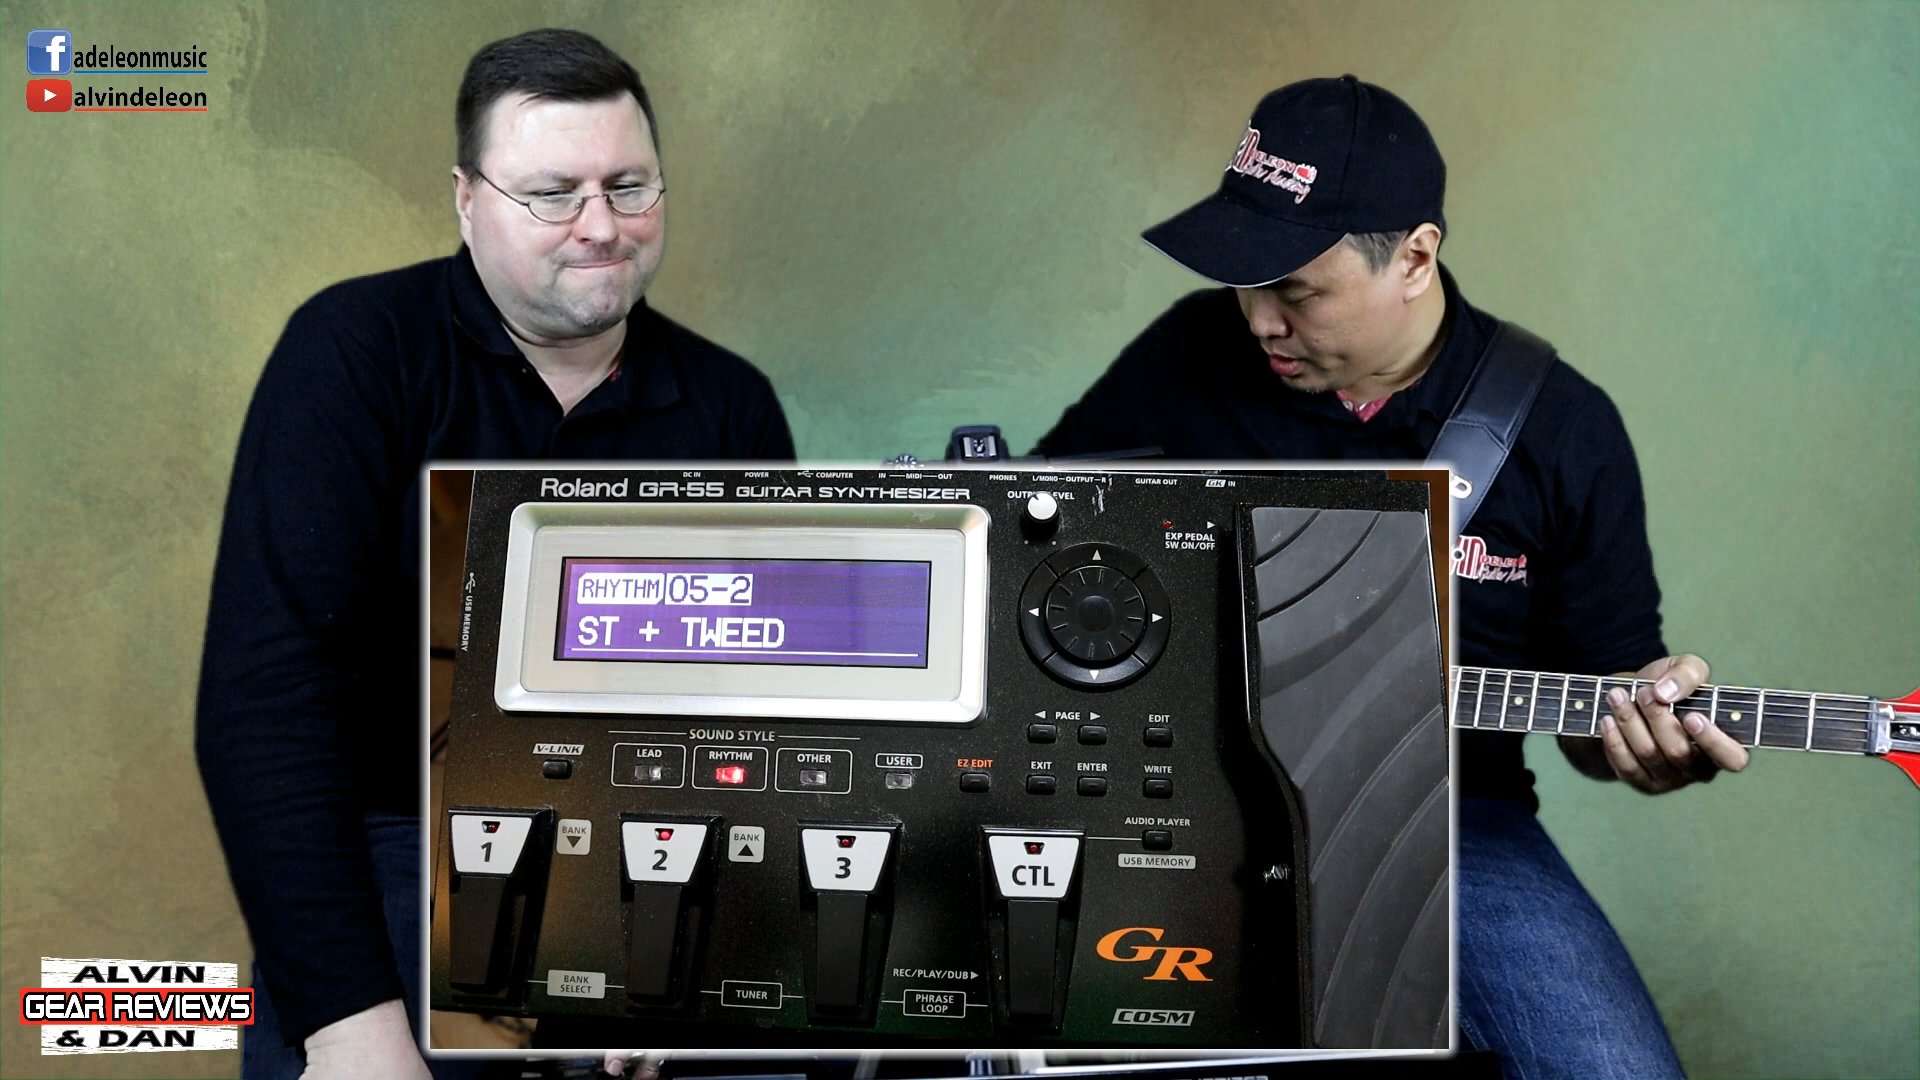 adeleonmusic
alvindeleon
DC IN
POWER
COMPUTER
IN MIDI OUT
PHONES
L/MONO OUTPUT R
GUITAR OUT
GK IN
Roland GR-55 GUITAR SYNTHESIZER
OUTPUT LEVEL
EXP PEDAL
SW ON/OFF
USB MEMORY
RHYTHM 05-2
ST + TWEED
PAGE
EDIT
SOUND STYLE
V-LINK
LEAD
RHYTHM
OTHER
USER
EZ EDIT
EXIT
ENTER
WRITE
AUDIO PLAYER
USB MEMORY
1
BANK
2
BANK
3
CTL
GR
COSM
BANK
SELECT
TUNER
REC/PLAY/DUB
PHRASE
LOOP
ALVIN
GEAR REVIEWS
& DAN